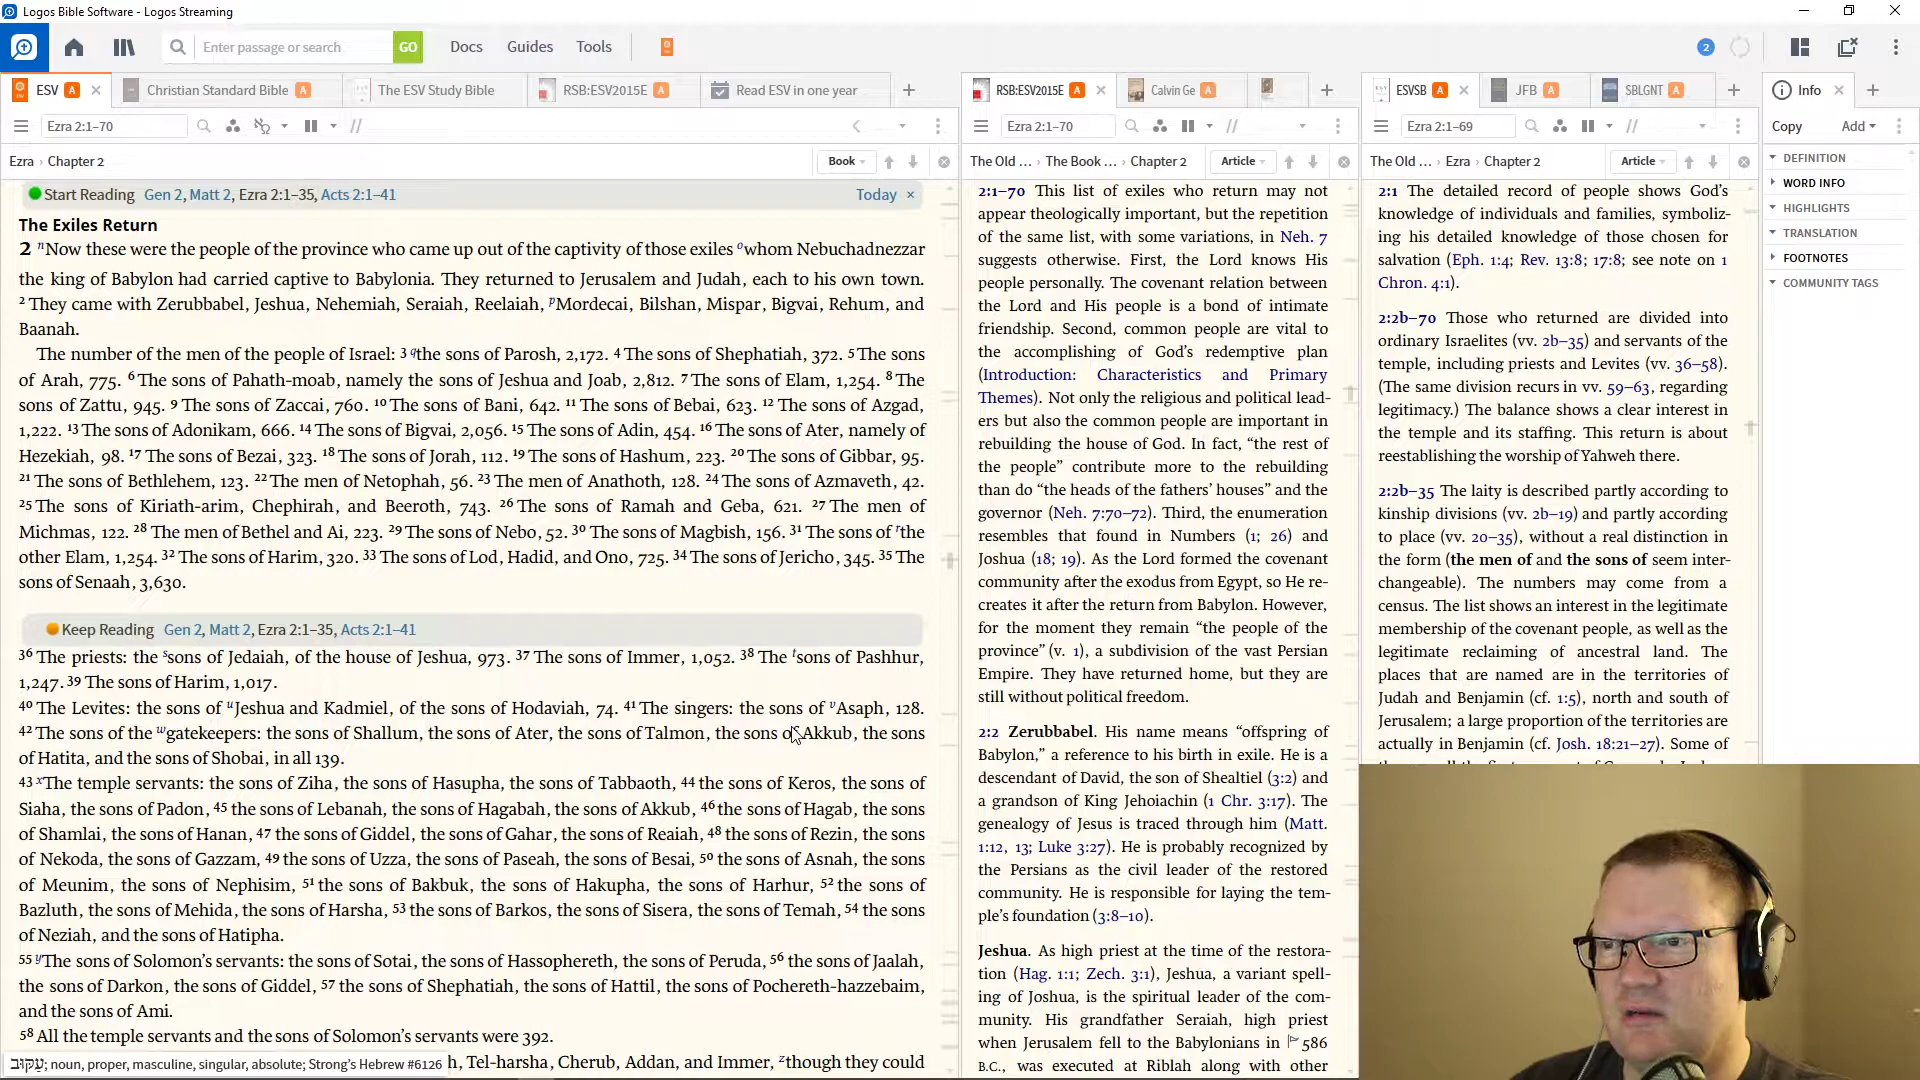 Logos Bible Software - Logos Streaming
Enter passage or search
GO
Docs
Guides
Tools
2
ESV A
Christian Standard Bible A
The ESV Study Bible
RSB:ESV2015E A
Read ESV in one year
RSB:ESV2015E A
Calvin Ge A
ESVSB A
JFB A
SBLGNT A
Info
Ezra 2:1–70
Ezra 2:1–70
Ezra 2:1–69
Copy
Add
Ezra › Chapter 2
Book
The Old ... › The Book ... › Chapter 2
Article
The Old ... › Ezra › Chapter 2
Article
Start Reading Gen 2, Matt 2, Ezra 2:1–35, Acts 2:1–41
Today ×
The Exiles Return
2 nNow these were the people of the province who came up out of the captivity of those exiles owhom Nebuchadnezzar
the king of Babylon had carried captive to Babylonia. They returned to Jerusalem and Judah, each to his own town.
2 They came with Zerubbabel, Jeshua, Nehemiah, Seraiah, Reelaiah, pMordecai, Bilshan, Mispar, Bigvai, Rehum, and
Baanah.
The number of the men of the people of Israel: 3 qthe sons of Parosh, 2,172. 4 The sons of Shephatiah, 372. 5 The sons
of Arah, 775. 6 The sons of Pahath-moab, namely the sons of Jeshua and Joab, 2,812. 7 The sons of Elam, 1,254. 8 The
sons of Zattu, 945. 9 The sons of Zaccai, 760. 10 The sons of Bani, 642. 11 The sons of Bebai, 623. 12 The sons of Azgad,
1,222. 13 The sons of Adonikam, 666. 14 The sons of Bigvai, 2,056. 15 The sons of Adin, 454. 16 The sons of Ater, namely of
Hezekiah, 98. 17 The sons of Bezai, 323. 18 The sons of Jorah, 112. 19 The sons of Hashum, 223. 20 The sons of Gibbar, 95.
21 The sons of Bethlehem, 123. 22 The men of Netophah, 56. 23 The men of Anathoth, 128. 24 The sons of Azmaveth, 42.
25 The sons of Kiriath-arim, Chephirah, and Beeroth, 743. 26 The sons of Ramah and Geba, 621. 27 The men of
Michmas, 122. 28 The men of Bethel and Ai, 223. 29 The sons of Nebo, 52. 30 The sons of Magbish, 156. 31 The sons of rthe
other Elam, 1,254. 32 The sons of Harim, 320. 33 The sons of Lod, Hadid, and Ono, 725. 34 The sons of Jericho, 345. 35 The
sons of Senaah, 3,630.
Keep Reading Gen 2, Matt 2, Ezra 2:1–35, Acts 2:1–41
36 The priests: the ssons of Jedaiah, of the house of Jeshua, 973. 37 The sons of Immer, 1,052. 38 The tsons of Pashhur,
1,247. 39 The sons of Harim, 1,017.
40 The Levites: the sons of uJeshua and Kadmiel, of the sons of Hodaviah, 74. 41 The singers: the sons of vAsaph, 128.
42 The sons of the wgatekeepers: the sons of Shallum, the sons of Ater, the sons of Talmon, the sons of Akkub, the sons
of Hatita, and the sons of Shobai, in all 139.
43 xThe temple servants: the sons of Ziha, the sons of Hasupha, the sons of Tabbaoth, 44 the sons of Keros, the sons of
Siaha, the sons of Padon, 45 the sons of Lebanah, the sons of Hagabah, the sons of Akkub, 46 the sons of Hagab, the sons
of Shamlai, the sons of Hanan, 47 the sons of Giddel, the sons of Gahar, the sons of Reaiah, 48 the sons of Rezin, the sons
of Nekoda, the sons of Gazzam, 49 the sons of Uzza, the sons of Paseah, the sons of Besai, 50 the sons of Asnah, the sons
of Meunim, the sons of Nephisim, 51 the sons of Bakbuk, the sons of Hakupha, the sons of Harhur, 52 the sons of
Bazluth, the sons of Mehida, the sons of Harsha, 53 the sons of Barkos, the sons of Sisera, the sons of Temah, 54 the sons
of Neziah, and the sons of Hatipha.
55 yThe sons of Solomon's servants: the sons of Sotai, the sons of Hassophereth, the sons of Peruda, 56 the sons of Jaalah,
the sons of Darkon, the sons of Giddel, 57 the sons of Shephatiah, the sons of Hattil, the sons of Pochereth-hazzebaim,
and the sons of Ami.
58 All the temple servants and the sons of Solomon's servants were 392.
עַקּוּב; noun, proper, masculine, singular, absolute; Strong's Hebrew #6126
h, Tel-harsha, Cherub, Addan, and Immer, zthough they could
2:1–70 This list of exiles who return may not
appear theologically important, but the repetition
of the same list, with some variations, in Neh. 7
suggests otherwise. First, the Lord knows His
people personally. The covenant relation between
the Lord and His people is a bond of intimate
friendship. Second, common people are vital to
the accomplishing of God's redemptive plan
(Introduction: Characteristics and Primary
Themes). Not only the religious and political lead-
ers but also the common people are important in
rebuilding the house of God. In fact, “the rest of
the people” contribute more to the rebuilding
than do “the heads of the fathers' houses” and the
governor (Neh. 7:70–72). Third, the enumeration
resembles that found in Numbers (1; 26) and
Joshua (18; 19). As the Lord formed the covenant
community after the exodus from Egypt, so He re-
creates it after the return from Babylon. However,
for the moment they remain “the people of the
province” (v. 1), a subdivision of the vast Persian
Empire. They have returned home, but they are
still without political freedom.
2:2 Zerubbabel. His name means “offspring of
Babylon,” a reference to his birth in exile. He is a
descendant of David, the son of Shealtiel (3:2) and
a grandson of King Jehoiachin (1 Chr. 3:17). The
genealogy of Jesus is traced through him (Matt.
1:12, 13; Luke 3:27). He is probably recognized by
the Persians as the civil leader of the restored
community. He is responsible for laying the tem-
ple's foundation (3:8–10).
Jeshua. As high priest at the time of the restora-
tion (Hag. 1:1; Zech. 3:1), Jeshua, a variant spell-
ing of Joshua, is the spiritual leader of the com-
munity. His grandfather Seraiah, high priest
when Jerusalem fell to the Babylonians in 586
B.C., was executed at Riblah along with other
2:1 The detailed record of people shows God's
knowledge of individuals and families, symboliz-
ing his detailed knowledge of those chosen for
salvation (Eph. 1:4; Rev. 13:8; 17:8; see note on 1
Chron. 4:1).
2:2b–70 Those who returned are divided into
ordinary Israelites (vv. 2b–35) and servants of the
temple, including priests and Levites (vv. 36–58).
(The same division recurs in vv. 59–63, regarding
legitimacy.) The balance shows a clear interest in
the temple and its staffing. This return is about
reestablishing the worship of Yahweh there.
2:2b–35 The laity is described partly according to
kinship divisions (vv. 2b–19) and partly according
to place (vv. 20–35), without a real distinction in
the form (the men of and the sons of seem inter-
changeable). The numbers may come from a
census. The list shows an interest in the legitimate
membership of the covenant people, as well as the
legitimate reclaiming of ancestral land. The
places that are named are in the territories of
Judah and Benjamin (cf. 1:5), north and south of
Jerusalem; a large proportion of the territories are
actually in Benjamin (cf. Josh. 18:21–27). Some of
DEFINITION
WORD INFO
HIGHLIGHTS
TRANSLATION
FOOTNOTES
COMMUNITY TAGS